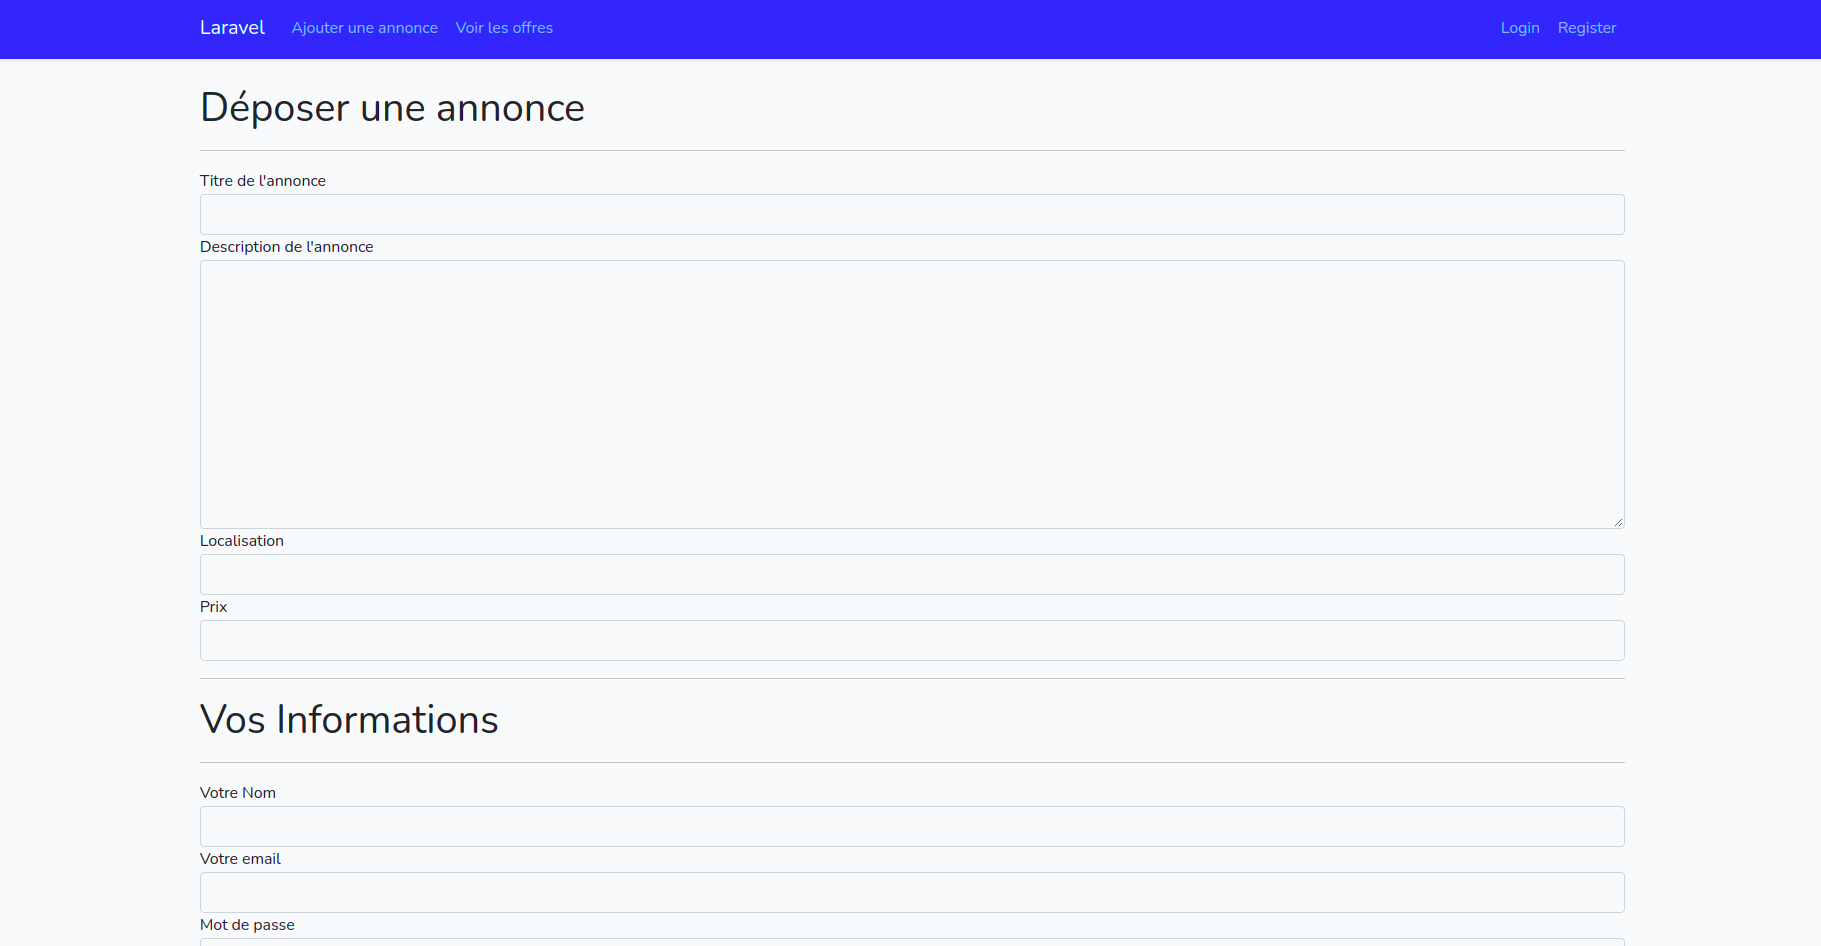 Laravel Ajouter une annonce Voir les offres Login Register
Déposer une annonce
Titre de l'annonce
Description de l'annonce
Localisation
Prix
Vos Informations
Votre Nom
Votre email
Mot de passe